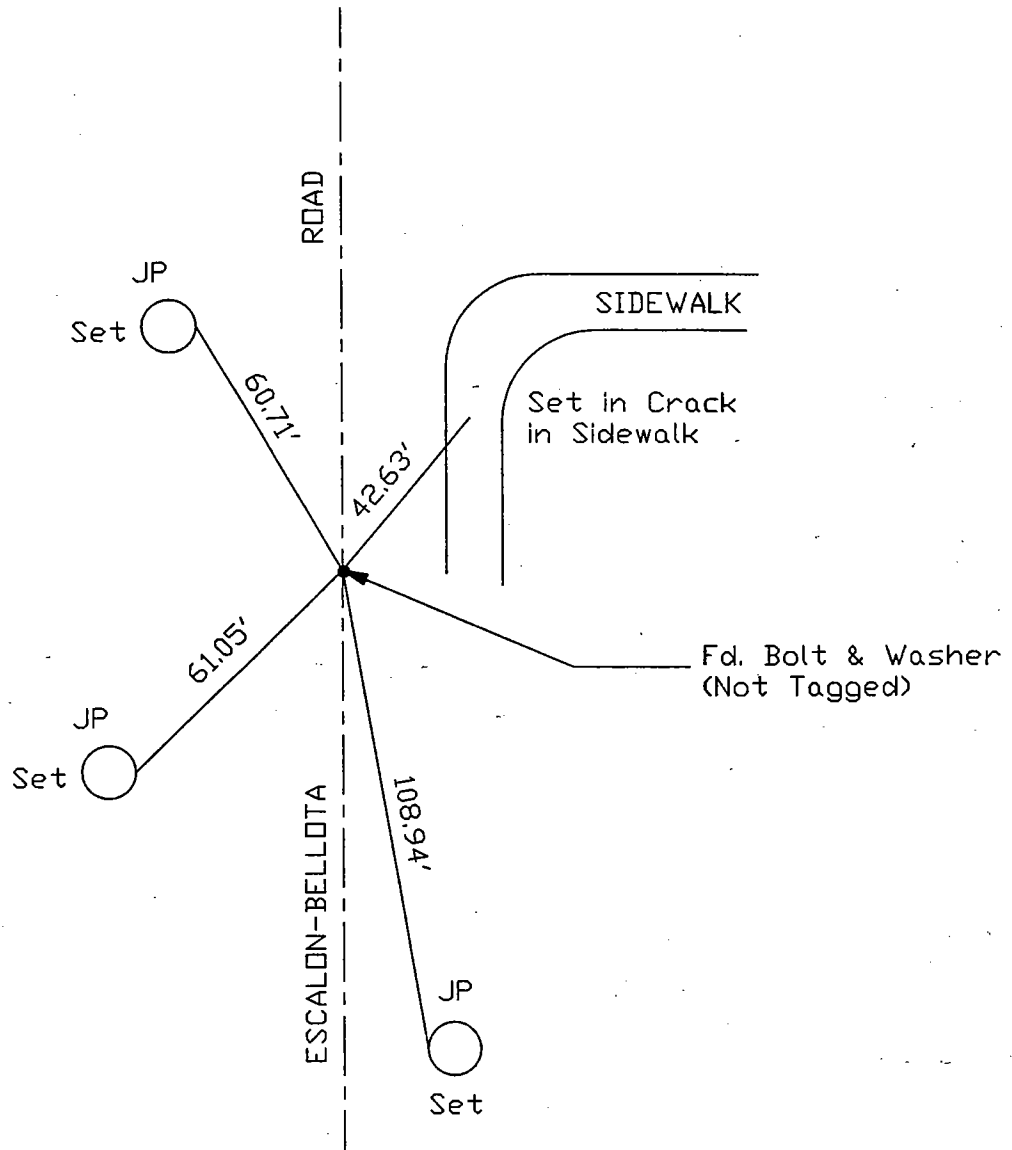 ROAD
JP
Set
SIDEWALK
60.71'
42.63'
Set in Crack
in Sidewalk
61.05'
Fd. Bolt & Washer
(Not Tagged)
JP
Set
108.94'
ESCALON-BELLOTA
JP
Set